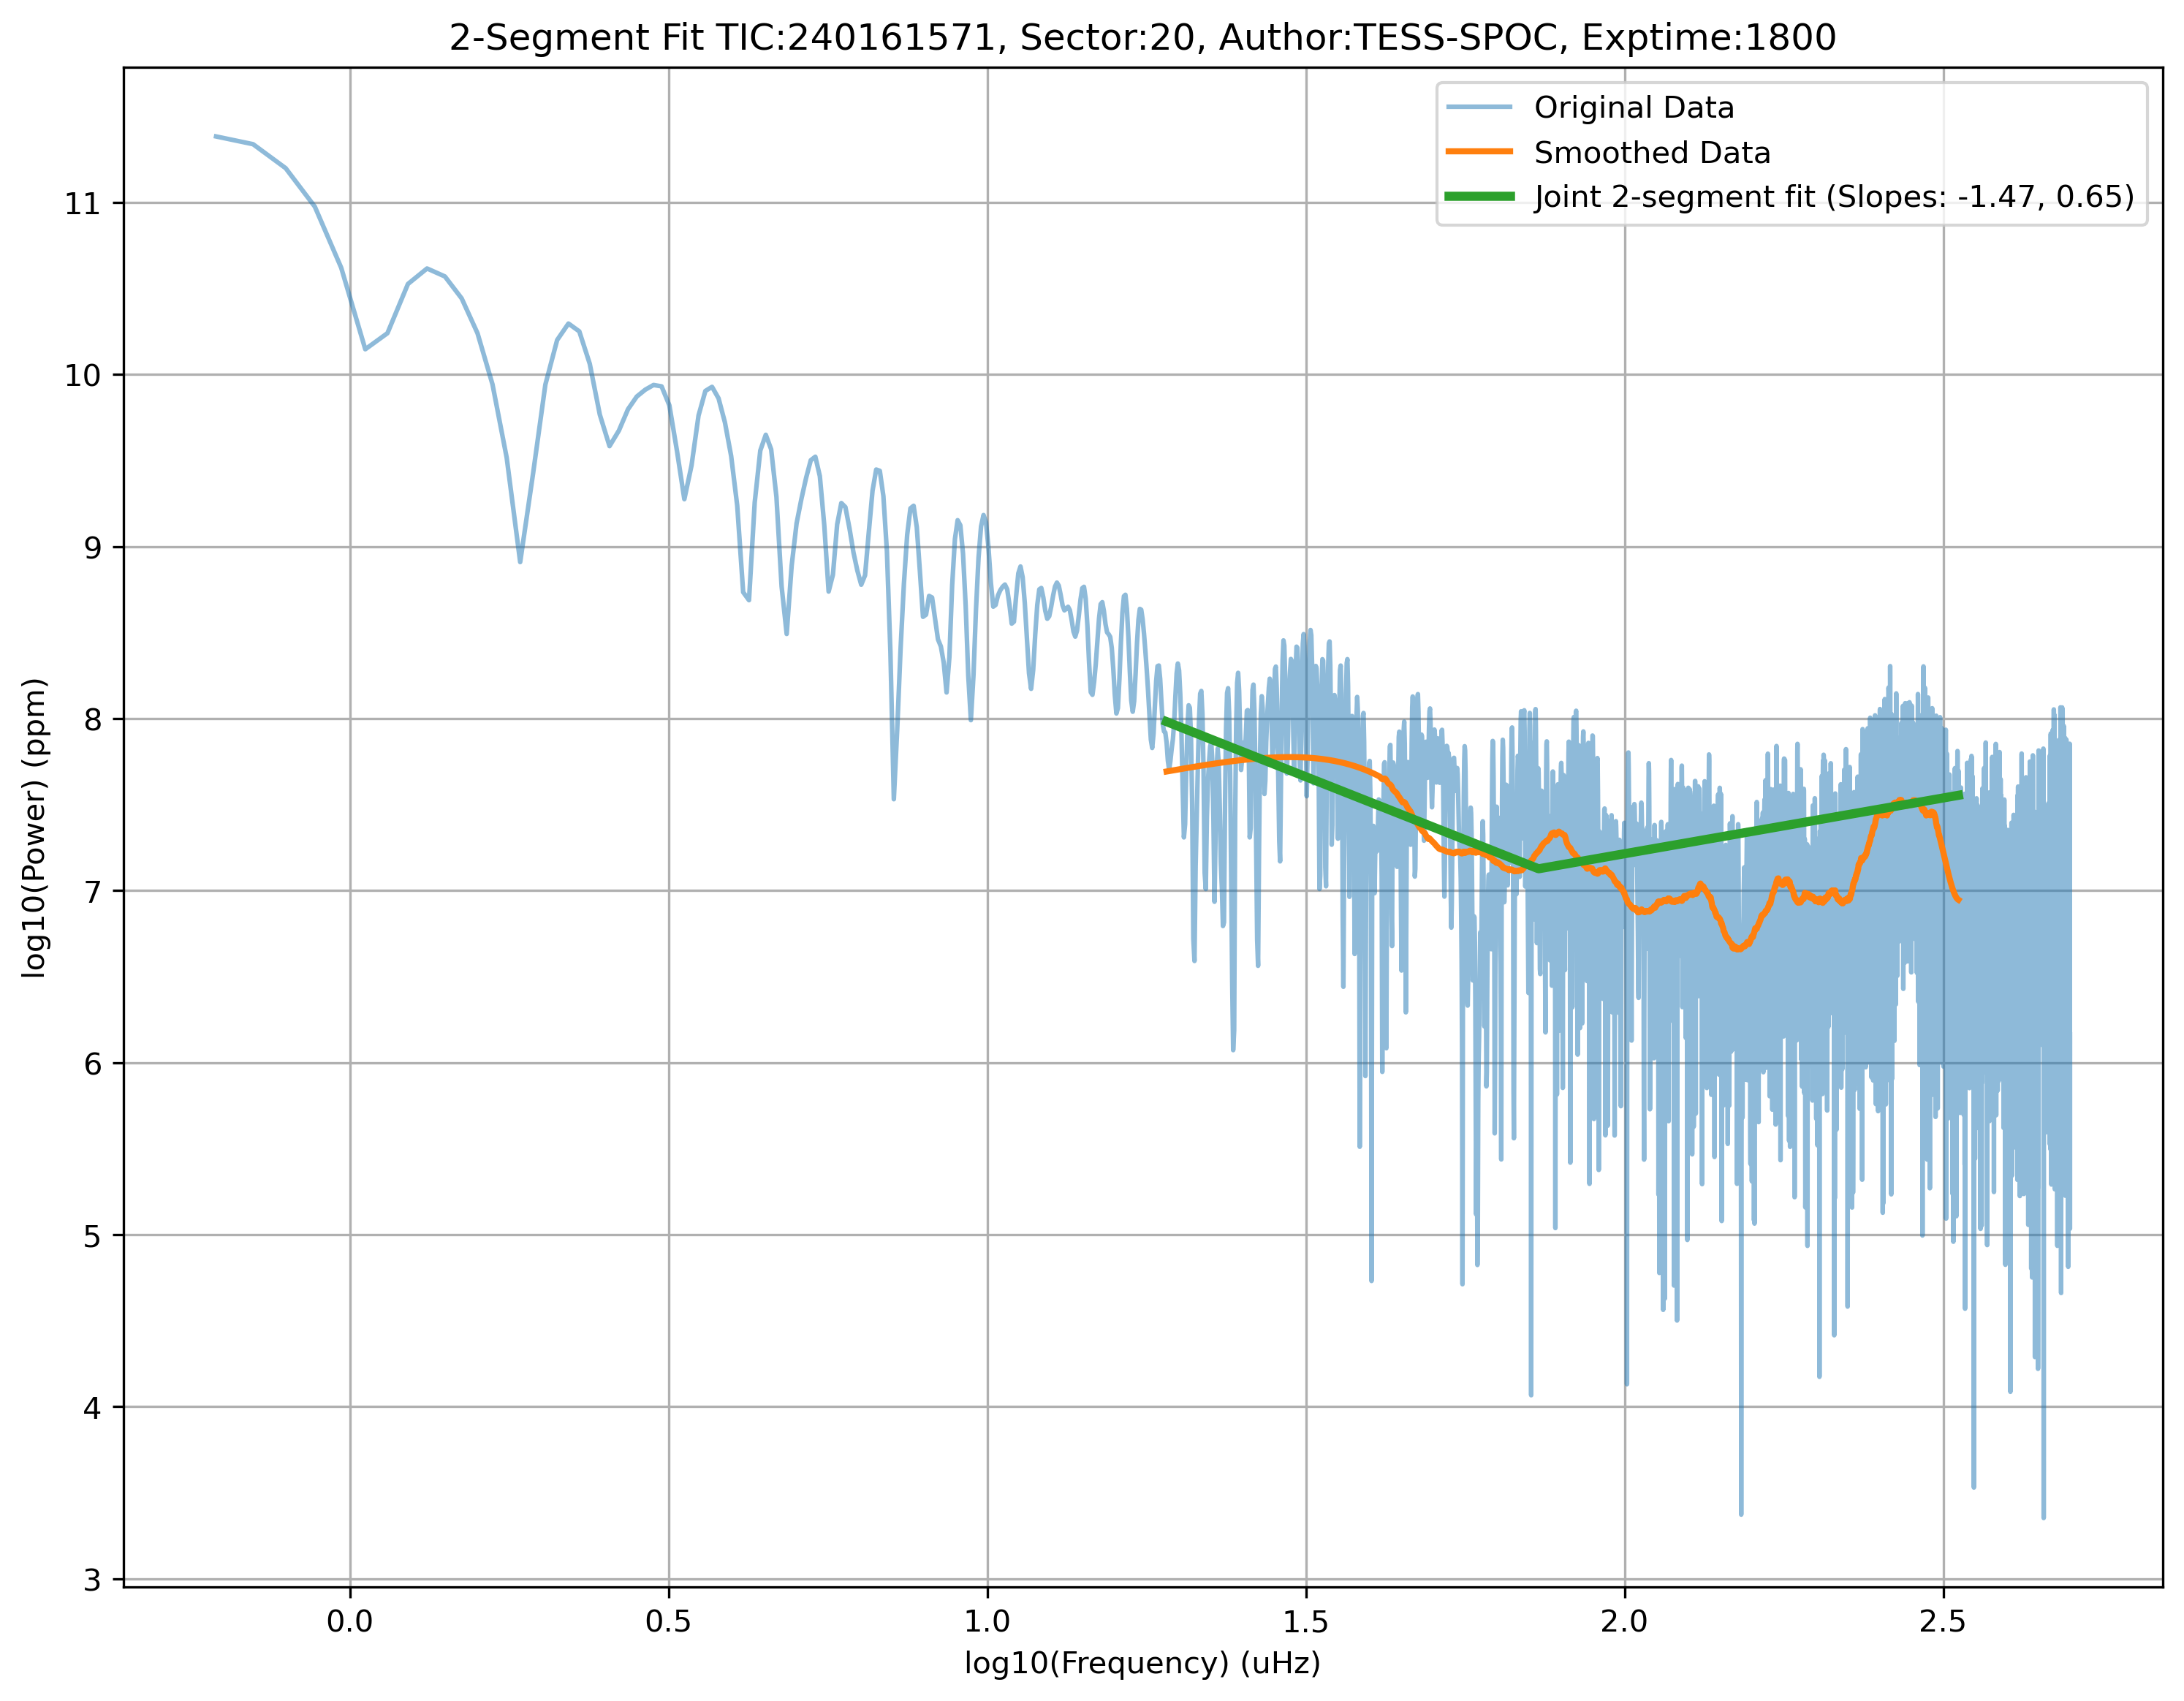 2-Segment Fit TIC:240161571, Sector:20, Author:TESS-SPOC, Exptime:1800
Original Data
Smoothed Data
Joint 2-segment fit (Slopes: -1.47, 0.65)
log10(Power) (ppm)
11
10
9
8
7
6
5
4
3
0.0 0.5 1.0 1.5 2.0 2.5
log10(Frequency) (uHz)